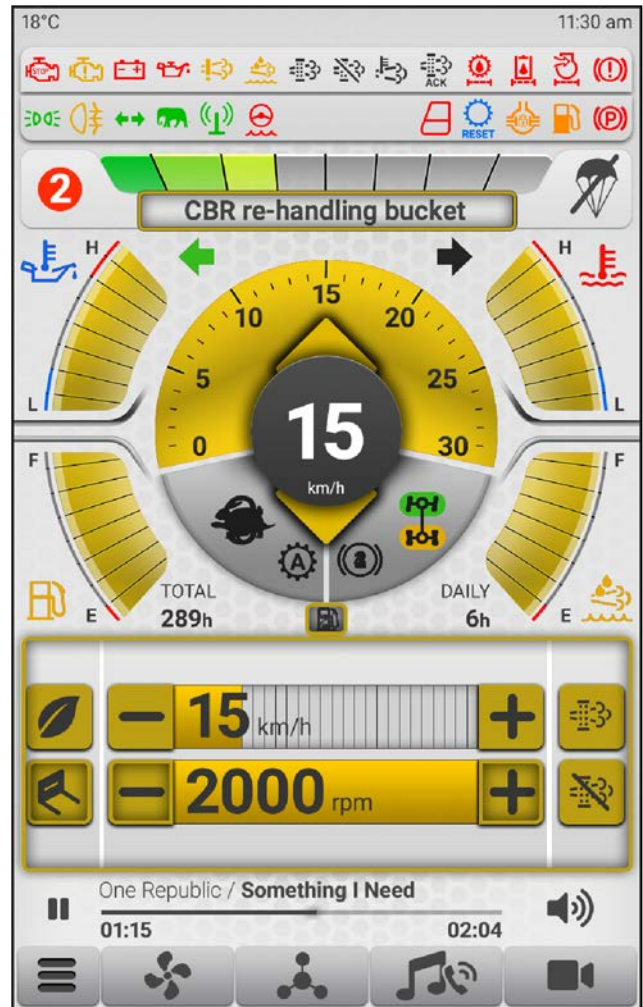 18°C 11:30 am
STOP
ACK
RESET
2
CBR re-handling bucket
H H
15
10 20
5 25
L L
0 30
15
km/h
F F
A a
TOTAL DAILY
E 289h 6h E
15 km/h
2000 rpm
One Republic / Something I Need
01:15 02:04